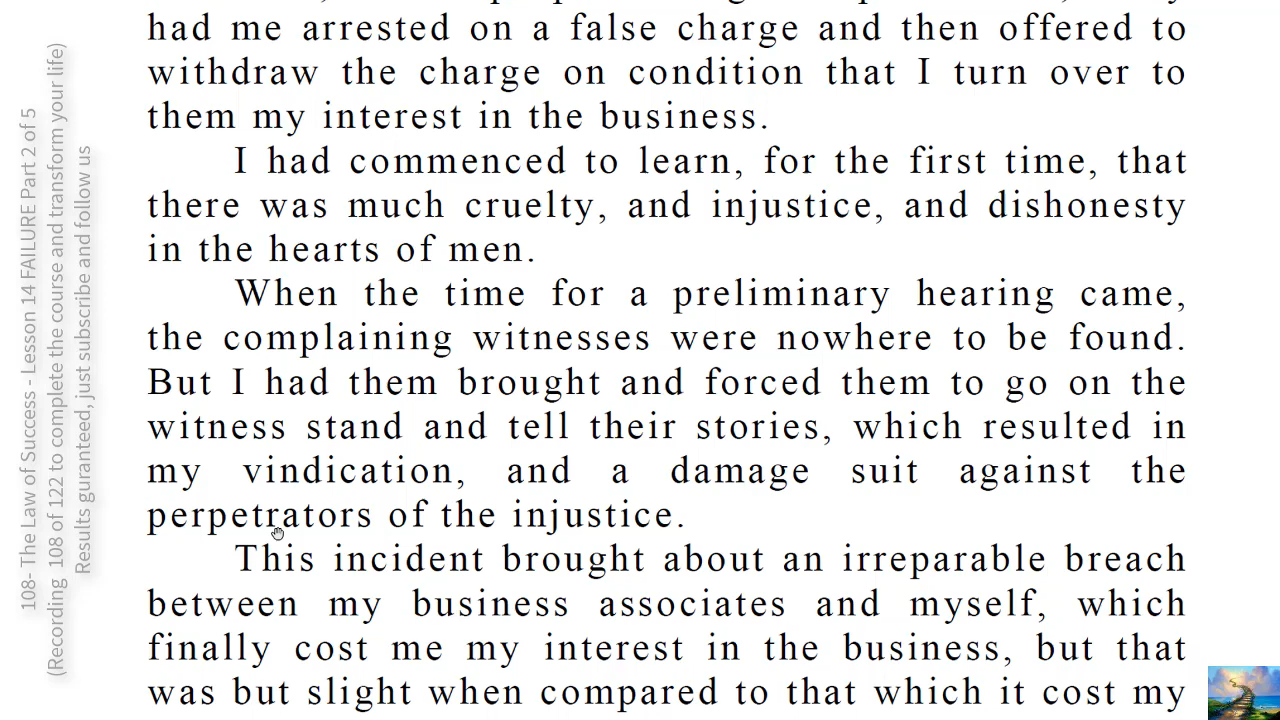 had me arrested on a false charge and then offered to
withdraw the charge on condition that I turn over to
them my interest in the business.
I had commenced to learn, for the first time, that
there was much cruelty, and injustice, and dishonesty
in the hearts of men.
When the time for a preliminary hearing came,
the complaining witnesses were nowhere to be found.
But I had them brought and forced them to go on the
witness stand and tell their stories, which resulted in
my vindication, and a damage suit against the
perpetrators of the injustice.
This incident brought about an irreparable breach
between my business associates and myself, which
finally cost me my interest in the business, but that
was but slight when compared to that which it cost my
108- The Law of Success - Lesson 14 FAILURE Part 2 of 5
(Recording 108 of 122 to complete the course and transform your life)
Results guranteed, just subscribe and follow us